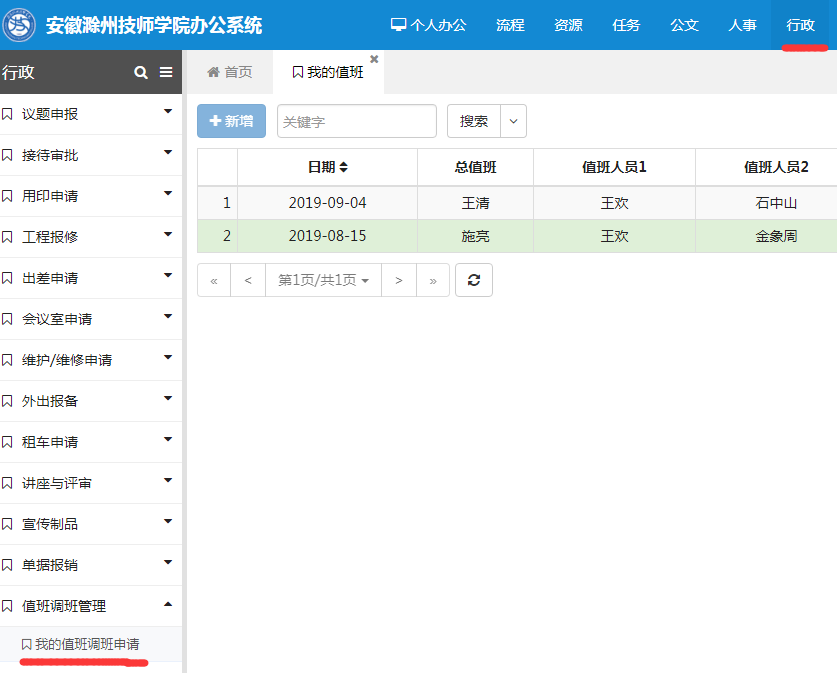 安徽滁州技师学院办公系统 个人办公 流程 资源 任务 公文 人事 行政
行政 首页 我的值班
议题申报
接待审批
用印申请
工程报修
出差申请
会议室申请
维护/维修申请
外出报备
租车申请
讲座与评审
宣传制品
单据报销
值班调班管理
我的值班调班申请
新增 关键字 搜索
日期 总值班 值班人员1 值班人员2
1 2019-09-04 王清 王欢 石中山
2 2019-08-15 施亮 王欢 金象周
« < 第1页/共1页 > »